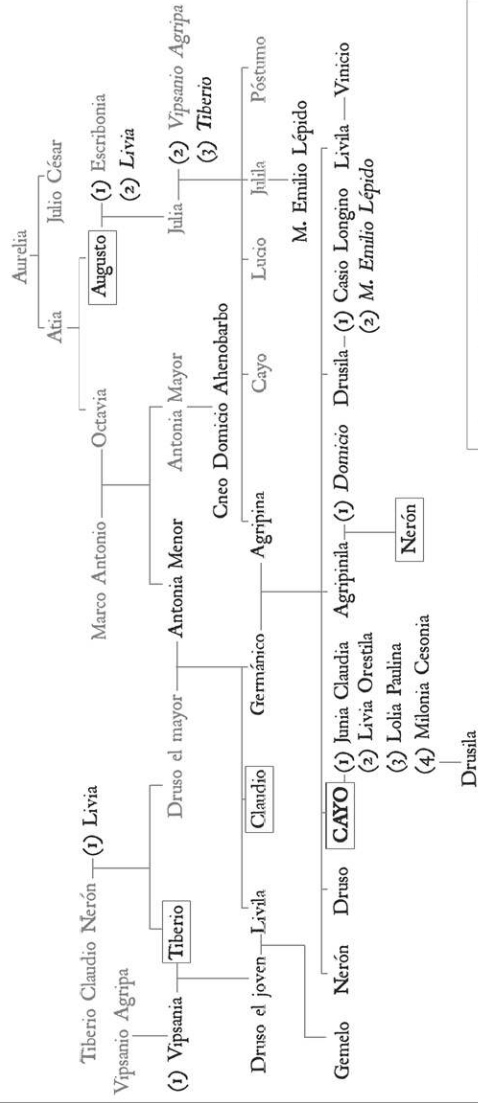 Aurelia
Atia Julio César
Tiberio Claudio Nerón (1) Livia
Marco Antonio Octavia
Augusto (1) Escribonia
(2) Livia
Vipsanio Agripa
(1) Vipsania
Tiberio
Druso el mayor
Antonia Menor
Antonia Mayor
Julia (2) Vipsanio Agripa
(3) Tiberio
Cneo Domicio Ahenobarbo
Druso el joven Livila
Claudio
Germánico Agripina
Cayo
Lucio
Julila
Póstumo
M. Emilio Lépido
Gemelo
Nerón
Druso
CAYO (1) Junia Claudia
(2) Livia Orestila
(3) Lolia Paulina
(4) Milonia Cesonia
Drusila
Agripinila (1) Domicio
Nerón
Drusila (1) Casio Longino
(2) M. Emilio Lépido
Livila Vinicio